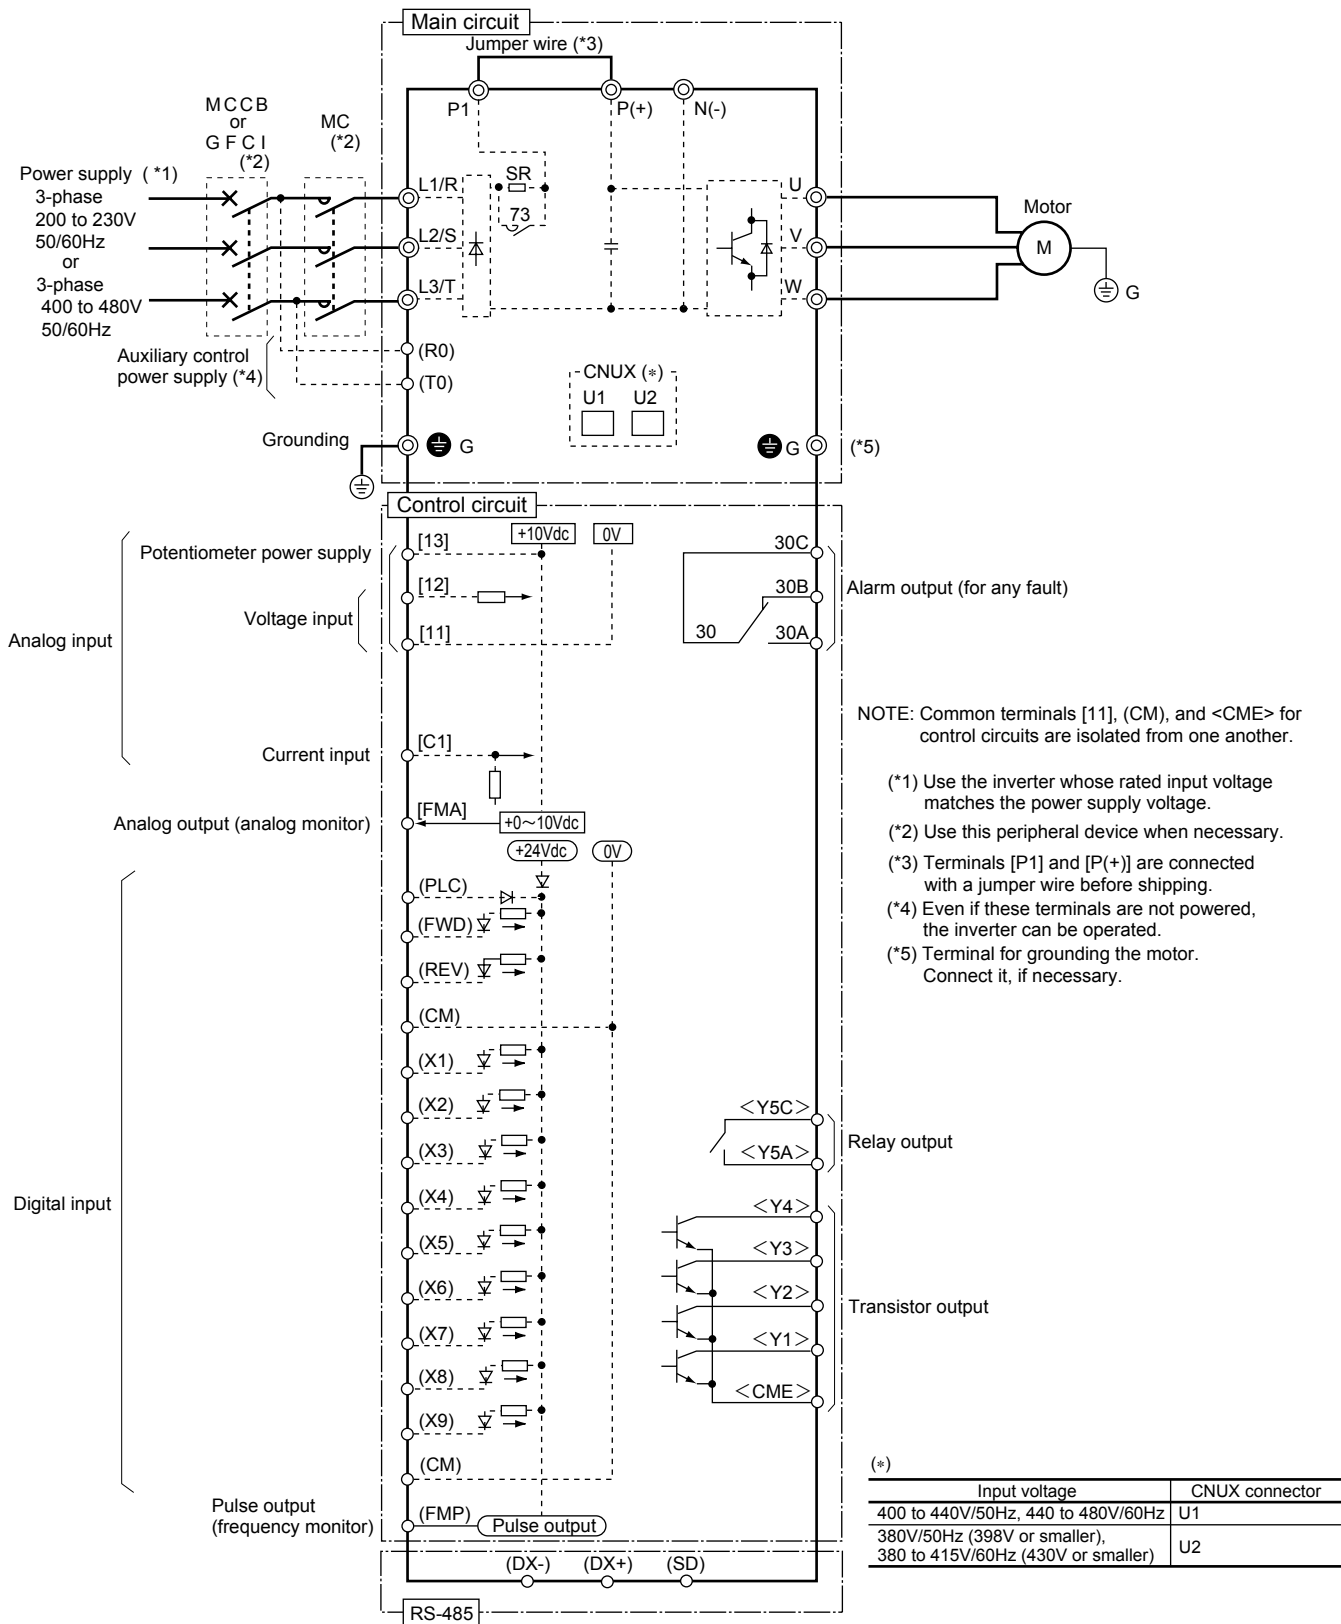 Main circuit
Jumper wire (*3)
P1
P(+)
N(-)
MCCB
or
GFCI
(*2)
MC
(*2)
Power supply (*1)
3-phase
200 to 230V
50/60Hz
or
3-phase
400 to 480V
50/60Hz
L1/R
L2/S
L3/T
SR
73
U
V
W
Motor
M
G
Auxiliary control
power supply (*4)
(R0)
(T0)
CNUX (*)
U1 U2
Grounding
G
G
(*5)
Control circuit
Analog input
Potentiometer power supply
[13]
+10Vdc
0V
[12]
Voltage input
[11]
30C
30B
30
30A
Alarm output (for any fault)
Current input
[C1]
Analog output (analog monitor)
[FMA]
+0～10Vdc
+24Vdc
0V
NOTE: Common terminals [11], (CM), and <CME> for
control circuits are isolated from one another.
(*1) Use the inverter whose rated input voltage
matches the power supply voltage.
(*2) Use this peripheral device when necessary.
(*3) Terminals [P1] and [P(+)] are connected
with a jumper wire before shipping.
(*4) Even if these terminals are not powered,
the inverter can be operated.
(*5) Terminal for grounding the motor.
Connect it, if necessary.
Digital input
(PLC)
(FWD)
(REV)
(CM)
(X1)
(X2)
(X3)
(X4)
(X5)
(X6)
(X7)
(X8)
(X9)
(CM)
<Y5C>
<Y5A>
Relay output
<Y4>
<Y3>
<Y2>
<Y1>
<CME>
Transistor output
Pulse output
(frequency monitor)
(FMP)
Pulse output
(DX-) (DX+) (SD)
RS-485
(*)
Input voltage CNUX connector
400 to 440V/50Hz, 440 to 480V/60Hz U1
380V/50Hz (398V or smaller),
380 to 415V/60Hz (430V or smaller) U2